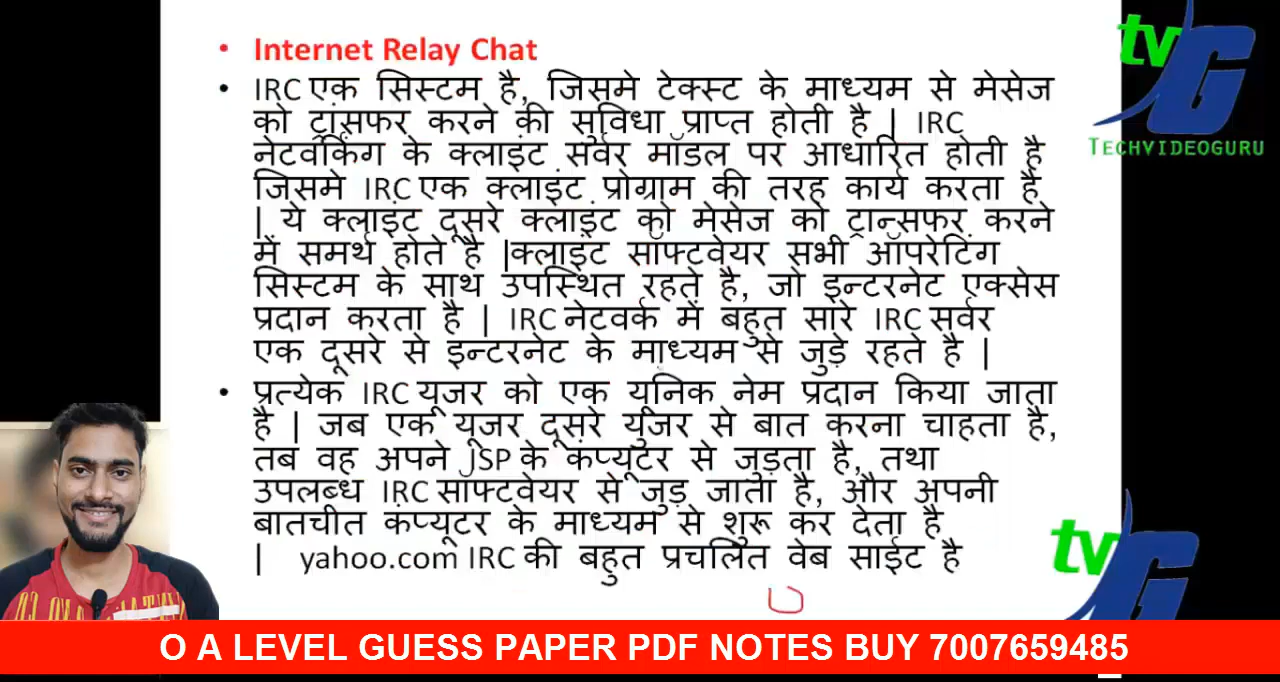 • Internet Relay Chat
• IRC एक सिस्टम है, जिसमे टेक्स्ट के माध्यम से मेसेज
को ट्रांसफर करने की सुविधा प्राप्त होती है | IRC
नेटवर्किंग के क्लाइंट सर्वर मॉडल पर आधारित होती है
जिसमे IRC एक क्लाइंट प्रोग्राम की तरह कार्य करता है
| ये क्लाइंट दूसरे क्लाइंट को मेसेज को ट्रान्सफर करने
में समर्थ होते है |क्लाइंट सॉफ्टवेयर सभी ऑपरेटिंग
सिस्टम के साथ उपस्थित रहते है, जो इन्टरनेट एक्सेस
प्रदान करता है | IRC नेटवर्क में बहुत सारे IRC सर्वर
एक दूसरे से इन्टरनेट के माध्यम से जुड़े रहते है |
• प्रत्येक IRC यूजर को एक यूनिक नेम प्रदान किया जाता
है | जब एक यूजर दूसरे युजर से बात करना चाहता है,
तब वह अपने JSP के कंप्यूटर से जुड़ता है, तथा
उपलब्ध IRC सॉफ्टवेयर से जुड़ जाता है, और अपनी
बातचीत कंप्यूटर के माध्यम से शुरू कर देता है
| yahoo.com IRC की बहुत प्रचलित वेब साईट है
tvG
TECHVIDEOGURU
tvG
O A LEVEL GUESS PAPER PDF NOTES BUY 7007659485